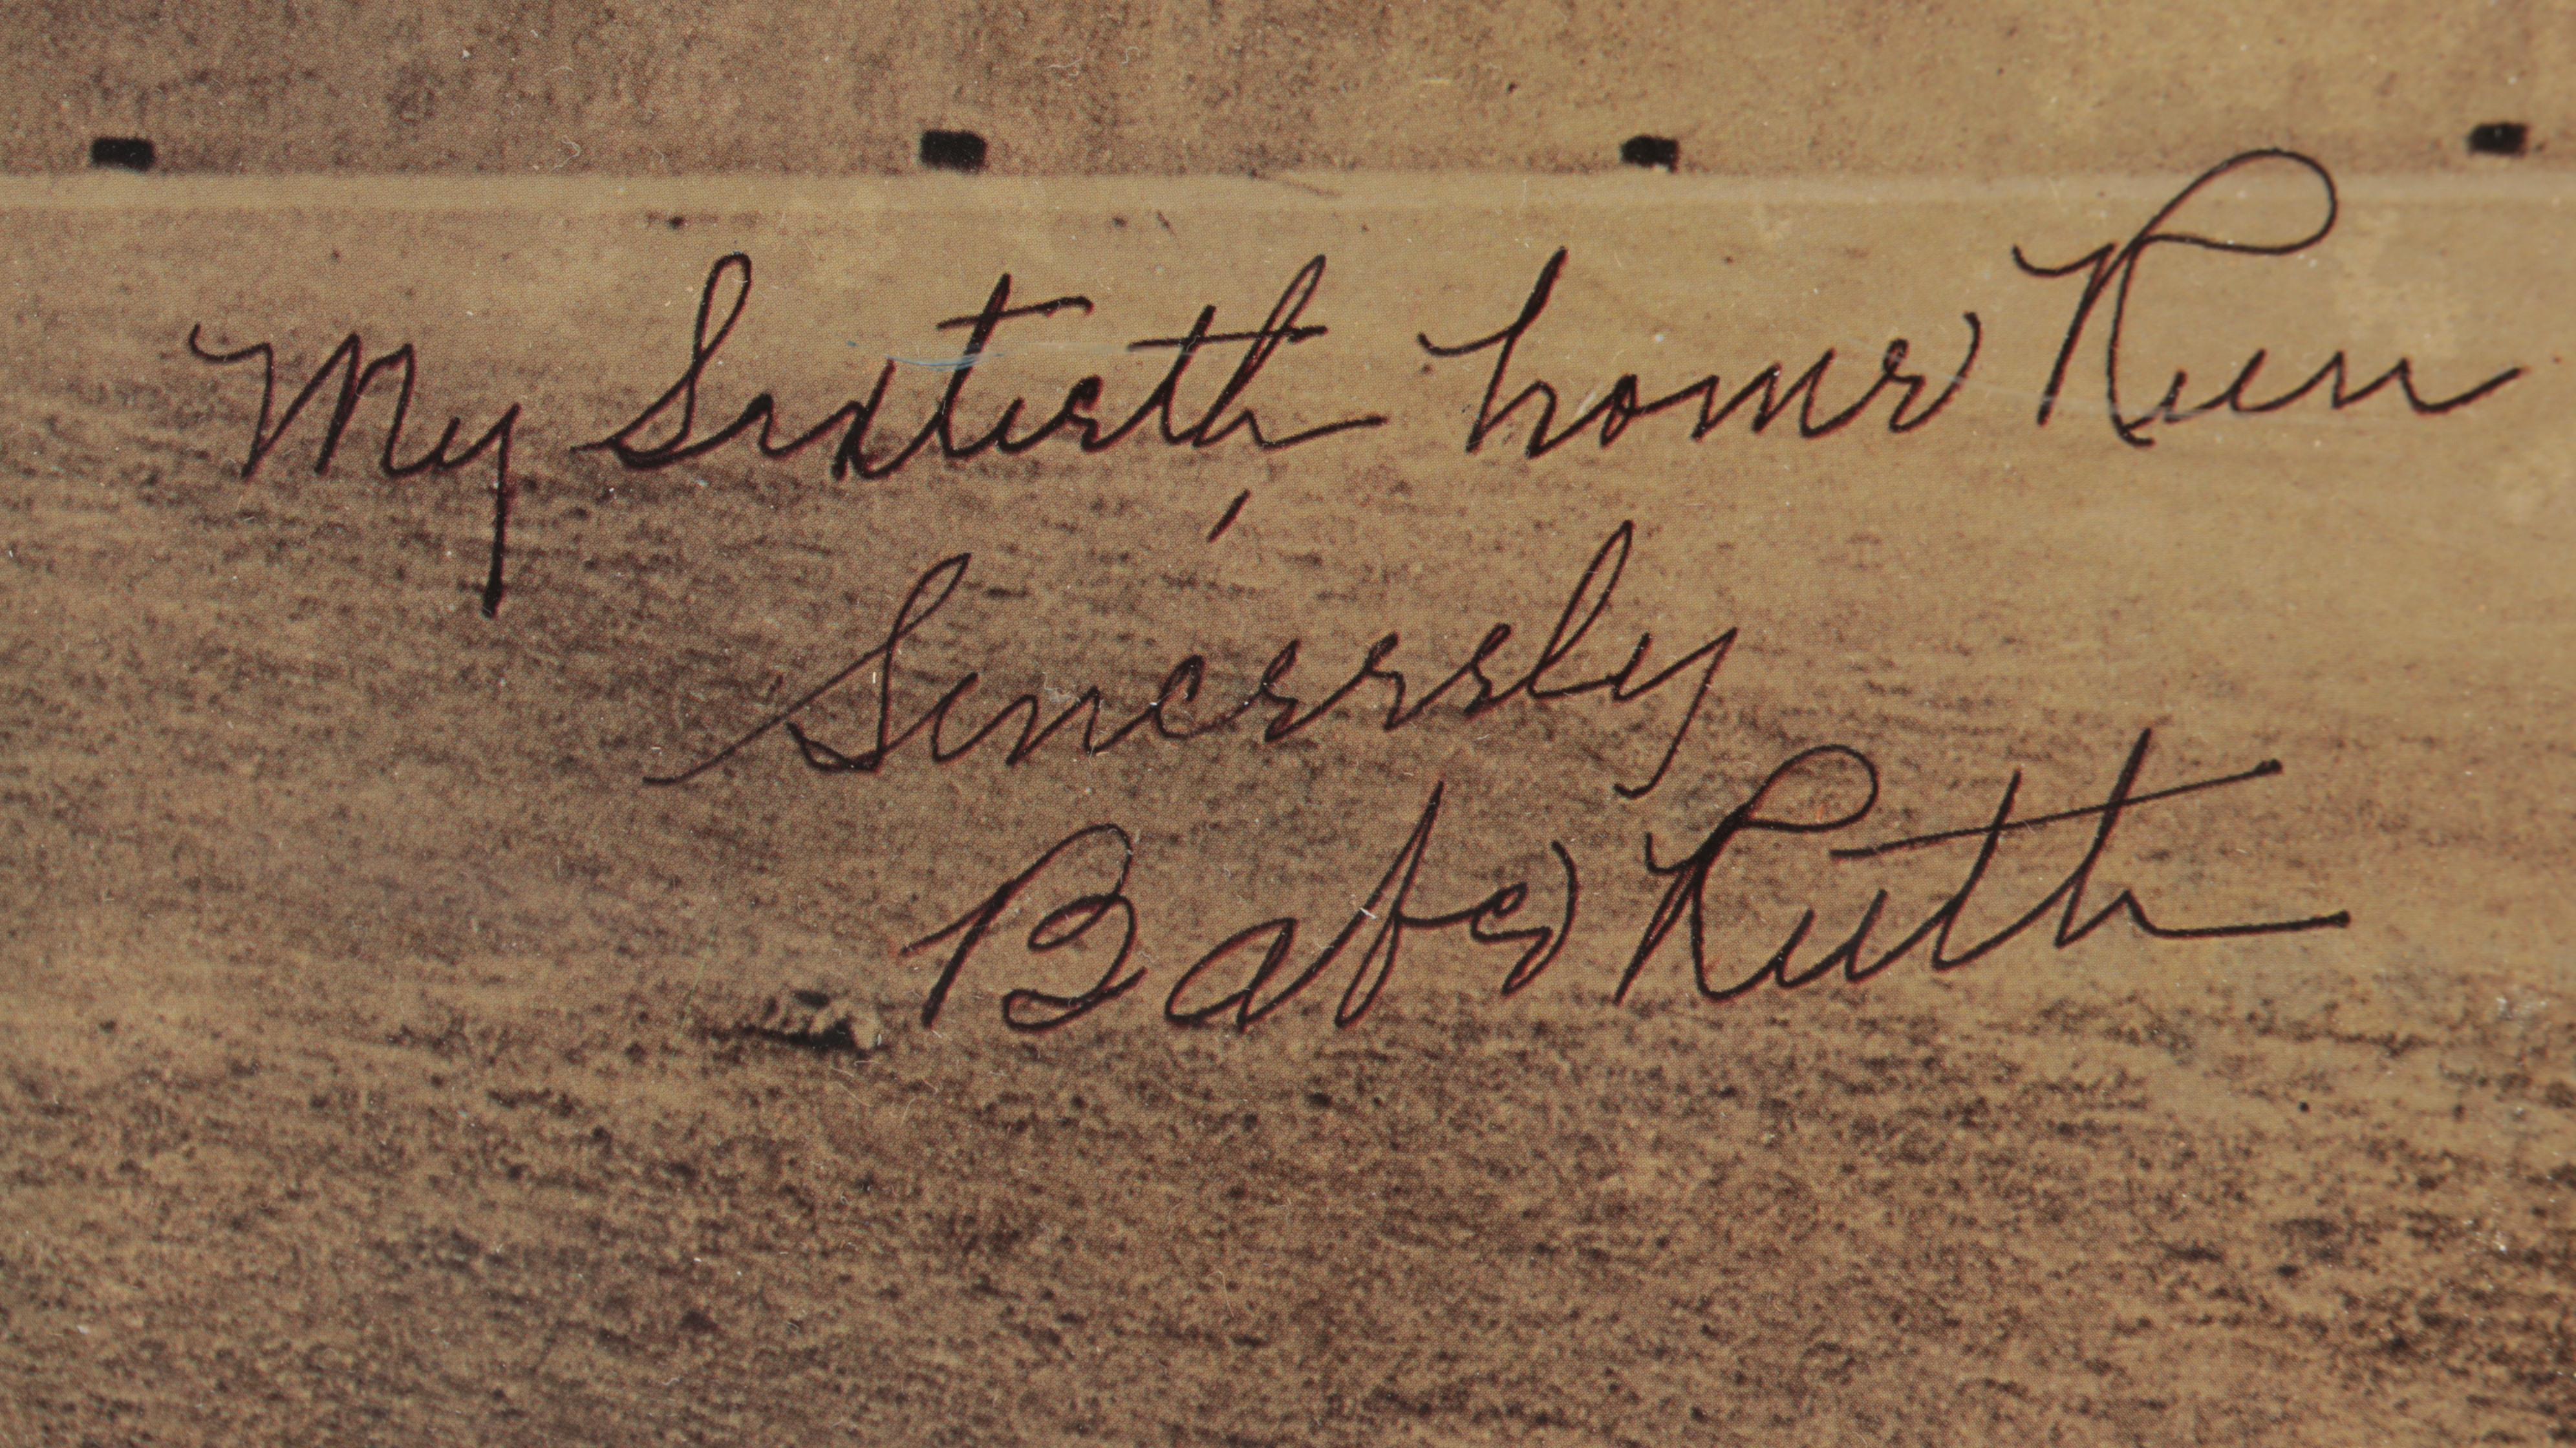 My Sixtieth home Run
Sincerely
Babe Ruth